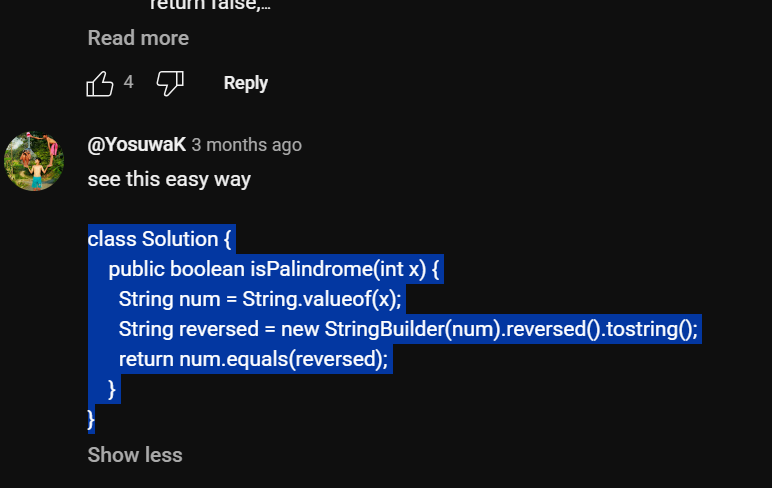 return false,...
Read more
4 Reply
@YosuwaK 3 months ago
see this easy way
class Solution {
public boolean isPalindrome(int x) {
String num = String.valueof(x);
String reversed = new StringBuilder(num).reversed().tostring();
return num.equals(reversed);
}
}
Show less